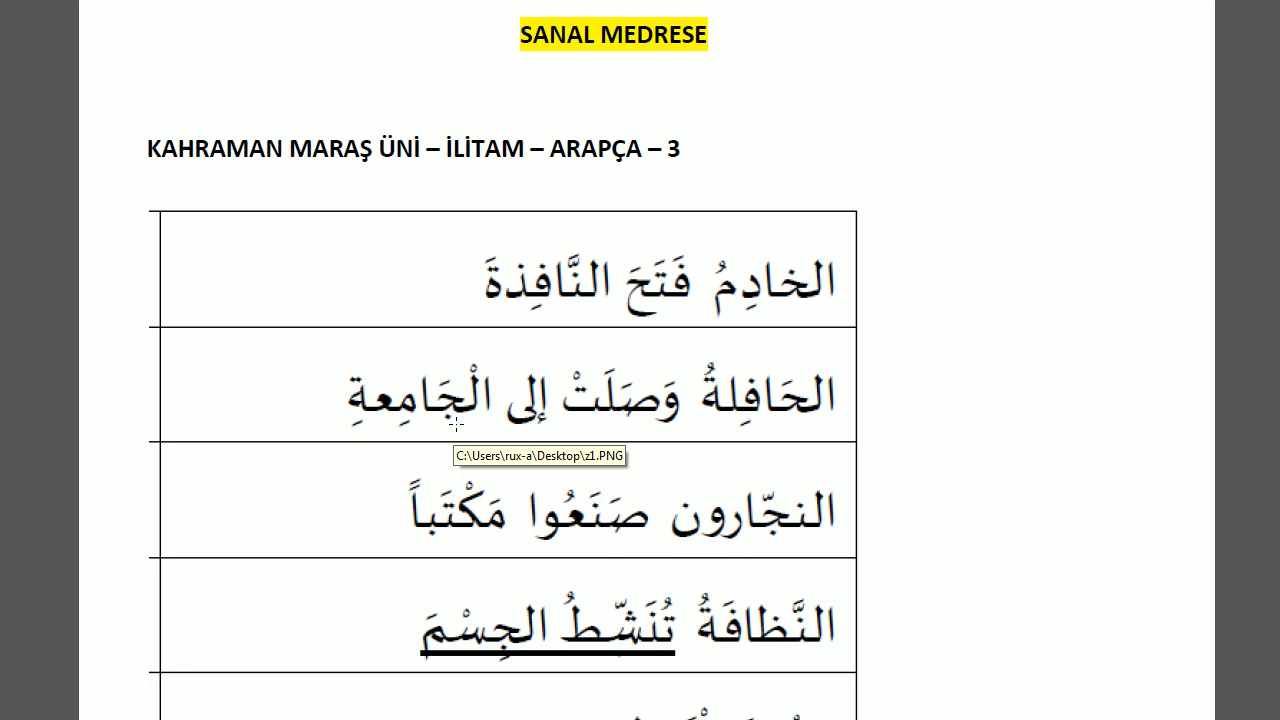 SANAL MEDRESE
KAHRAMAN MARAŞ ÜNİ – İLİTAM – ARAPÇA – 3
الخادِمُ فَتَحَ النَّافِذةَ
الحَافِلةُ وَصَلَتْ إلى الْجَامِعةِ
C:\Users\rux-a\Desktop\z1.PNG
النجّارون صَنَعُوا مَكْتَباً
النَّظافَةُ تُنَشّطُ الجِسْمَ